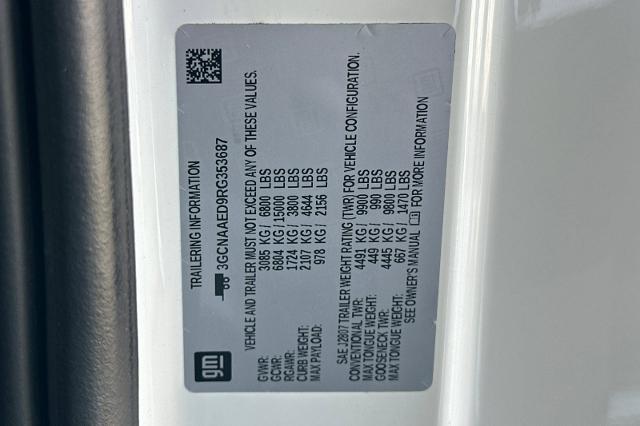 TRAILERING INFORMATION
3GCNAAED9RG353687
VEHICLE AND TRAILER MUST NOT EXCEED ANY OF THESE VALUES.
GVWR: 3085 KG/ 6800 LBS
GCWR: 6804 KG/ 15000 LBS
RGAWR: 1724 KG/ 3800 LBS
CURB WEIGHT: 2107 KG/ 4644 LBS
MAX PAYLOAD: 978 KG/ 2156 LBS
SAE J2807 TRAILER WEIGHT RATING (TWR) FOR VEHICLE CONFIGURATION.
CONVENTIONAL TWR: 4491 KG/ 9900 LBS
MAX TONGUE WEIGHT: 449 KG/ 990 LBS
GOOSENECK TWR: 4445 KG/ 9800 LBS
MAX TONGUE WEIGHT: 667 KG/ 1470 LBS
SEE OWNER'S MANUAL FOR MORE INFORMATION
gm